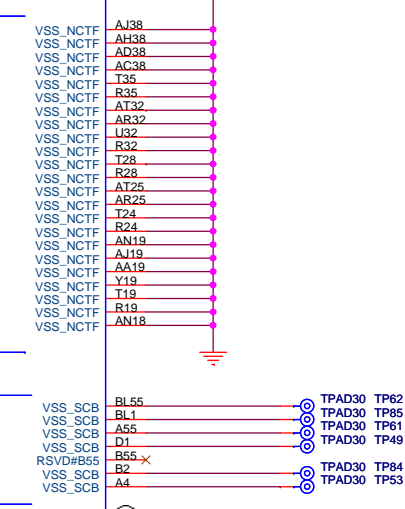 VSS_NCTF AJ38
VSS_NCTF AH38
VSS_NCTF AD38
VSS_NCTF AC38
VSS_NCTF T35
VSS_NCTF R35
VSS_NCTF AT32
VSS_NCTF AR32
VSS_NCTF U32
VSS_NCTF R32
VSS_NCTF T28
VSS_NCTF R28
VSS_NCTF AT25
VSS_NCTF AR25
VSS_NCTF T24
VSS_NCTF R24
VSS_NCTF AN19
VSS_NCTF AJ19
VSS_NCTF AA19
VSS_NCTF Y19
VSS_NCTF T19
VSS_NCTF R19
VSS_NCTF AN18
VSS_SCB BL55 TPAD30 TP62
VSS_SCB BL1 TPAD30 TP85
VSS_SCB A55 TPAD30 TP61
VSS_SCB D1 TPAD30 TP49
RSVD#B55 B55
VSS_SCB B2 TPAD30 TP84
VSS_SCB A4 TPAD30 TP53